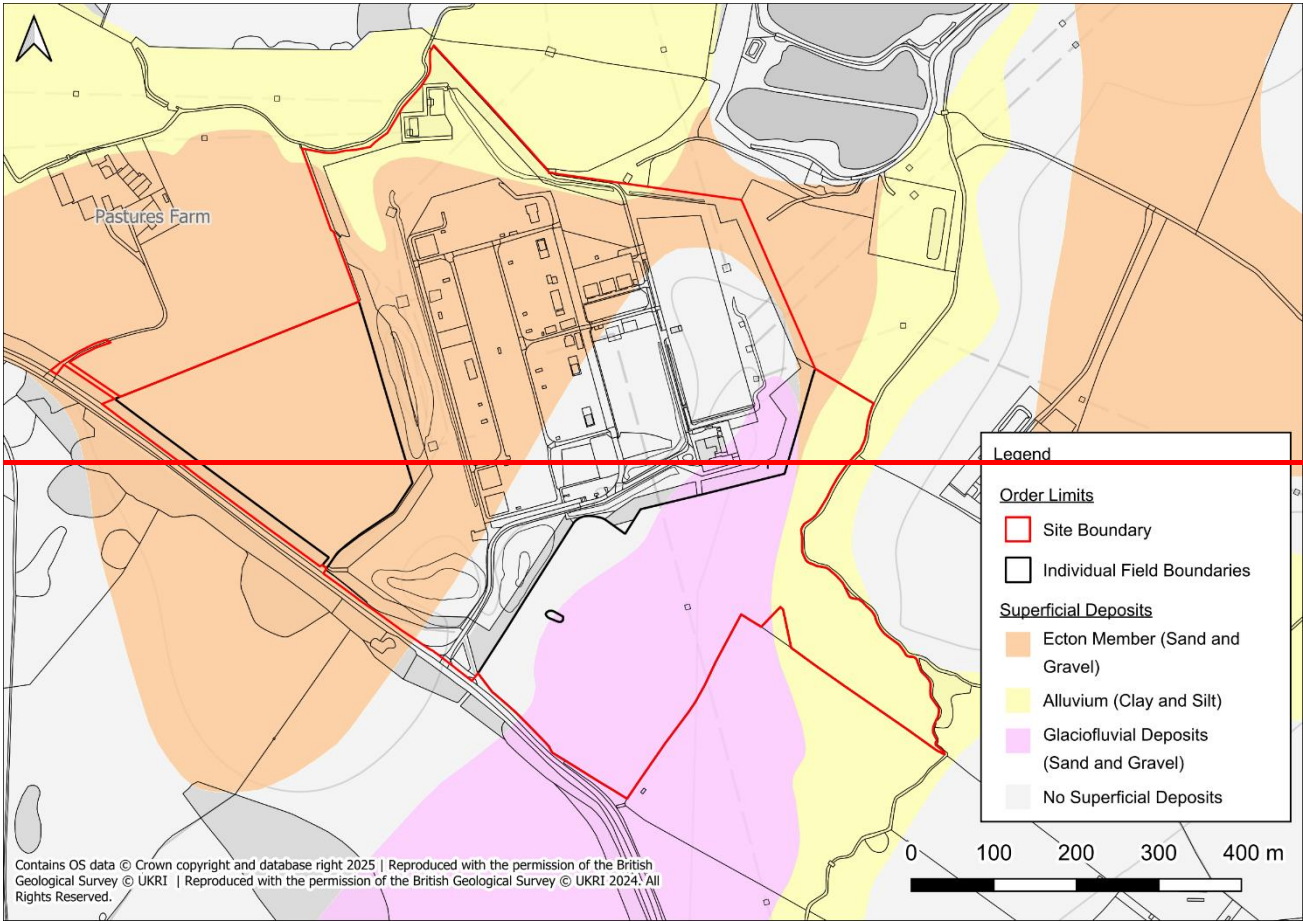 Pastures Farm
Legend
Order Limits
Site Boundary
Individual Field Boundaries
Superficial Deposits
Ecton Member (Sand and
Gravel)
Alluvium (Clay and Silt)
Glaciofluvial Deposits
(Sand and Gravel)
No Superficial Deposits
0 100 200 300 400 m
Contains OS data © Crown copyright and database right 2025 | Reproduced with the permission of the British
Geological Survey © UKRI | Reproduced with the permission of the British Geological Survey © UKRI 2024. All
Rights Reserved.